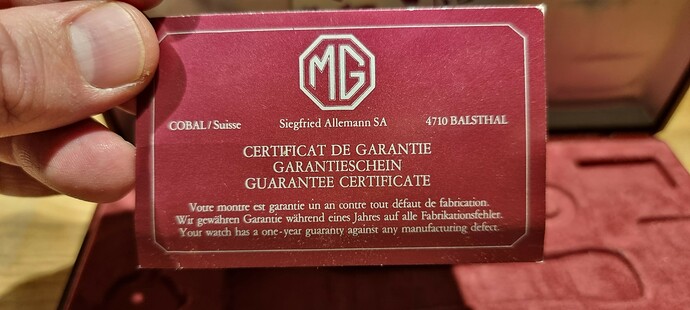 MG
COBAL / Suisse Siegfried Allemann SA 4710 BALSTHAL
CERTIFICAT DE GARANTIE
GARANTIESCHEIN
GUARANTEE CERTIFICATE
Votre montre est garantie un an contre tout défaut de fabrication.
Wir gewähren Garantie während eines Jahres auf alle Fabrikationsfehler.
Your watch has a one-year guaranty against any manufacturing defect.